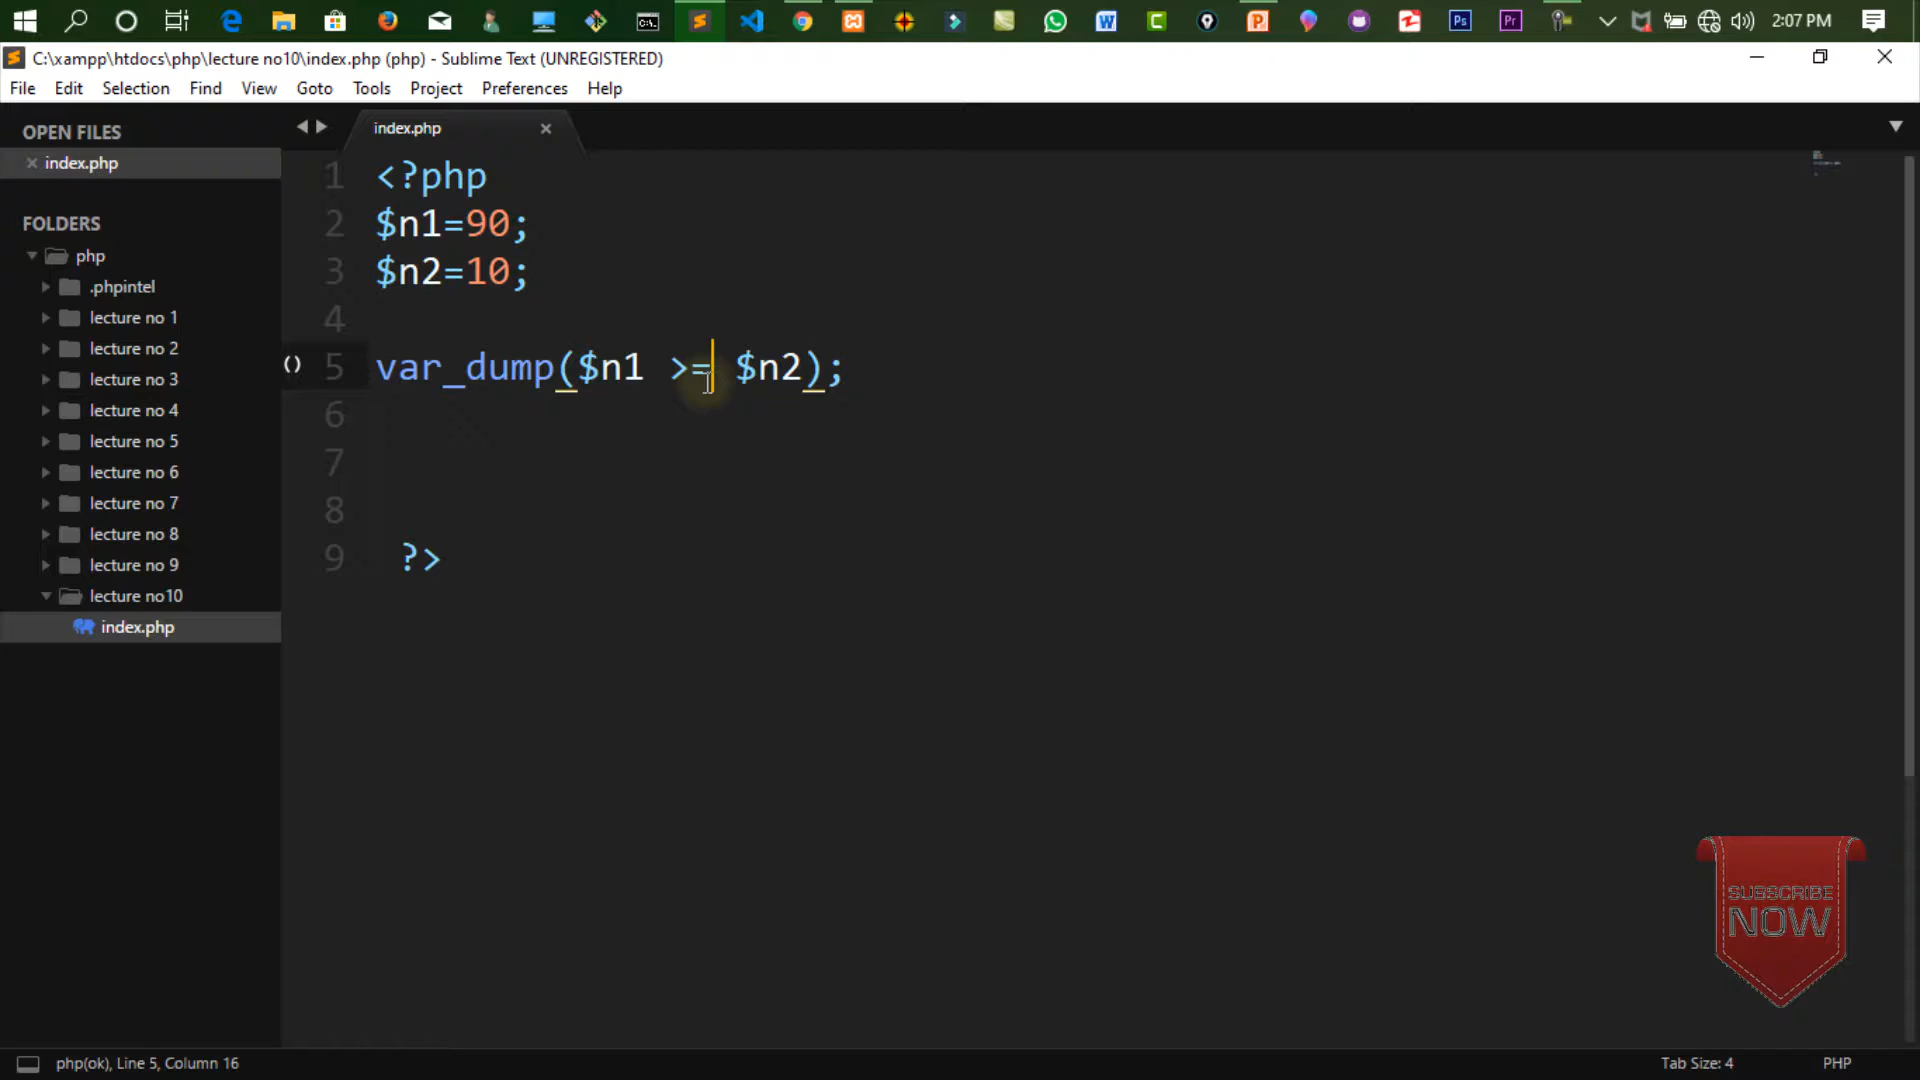 2:07 PM
C:\xampp\htdocs\php\lecture no10\index.php (php) - Sublime Text (UNREGISTERED)
File Edit Selection Find View Goto Tools Project Preferences Help
OPEN FILES
index.php
FOLDERS
php
.phpintel
lecture no 1
lecture no 2
lecture no 3
lecture no 4
lecture no 5
lecture no 6
lecture no 7
lecture no 8
lecture no 9
lecture no10
index.php
index.php
1 <?php
2 $n1=90;
3 $n2=10;
4
5 var_dump($n1 >= $n2);
6
7
8
9 ?>
SUBSCRIBE
NOW
php(ok), Line 5, Column 16
Tab Size: 4
PHP